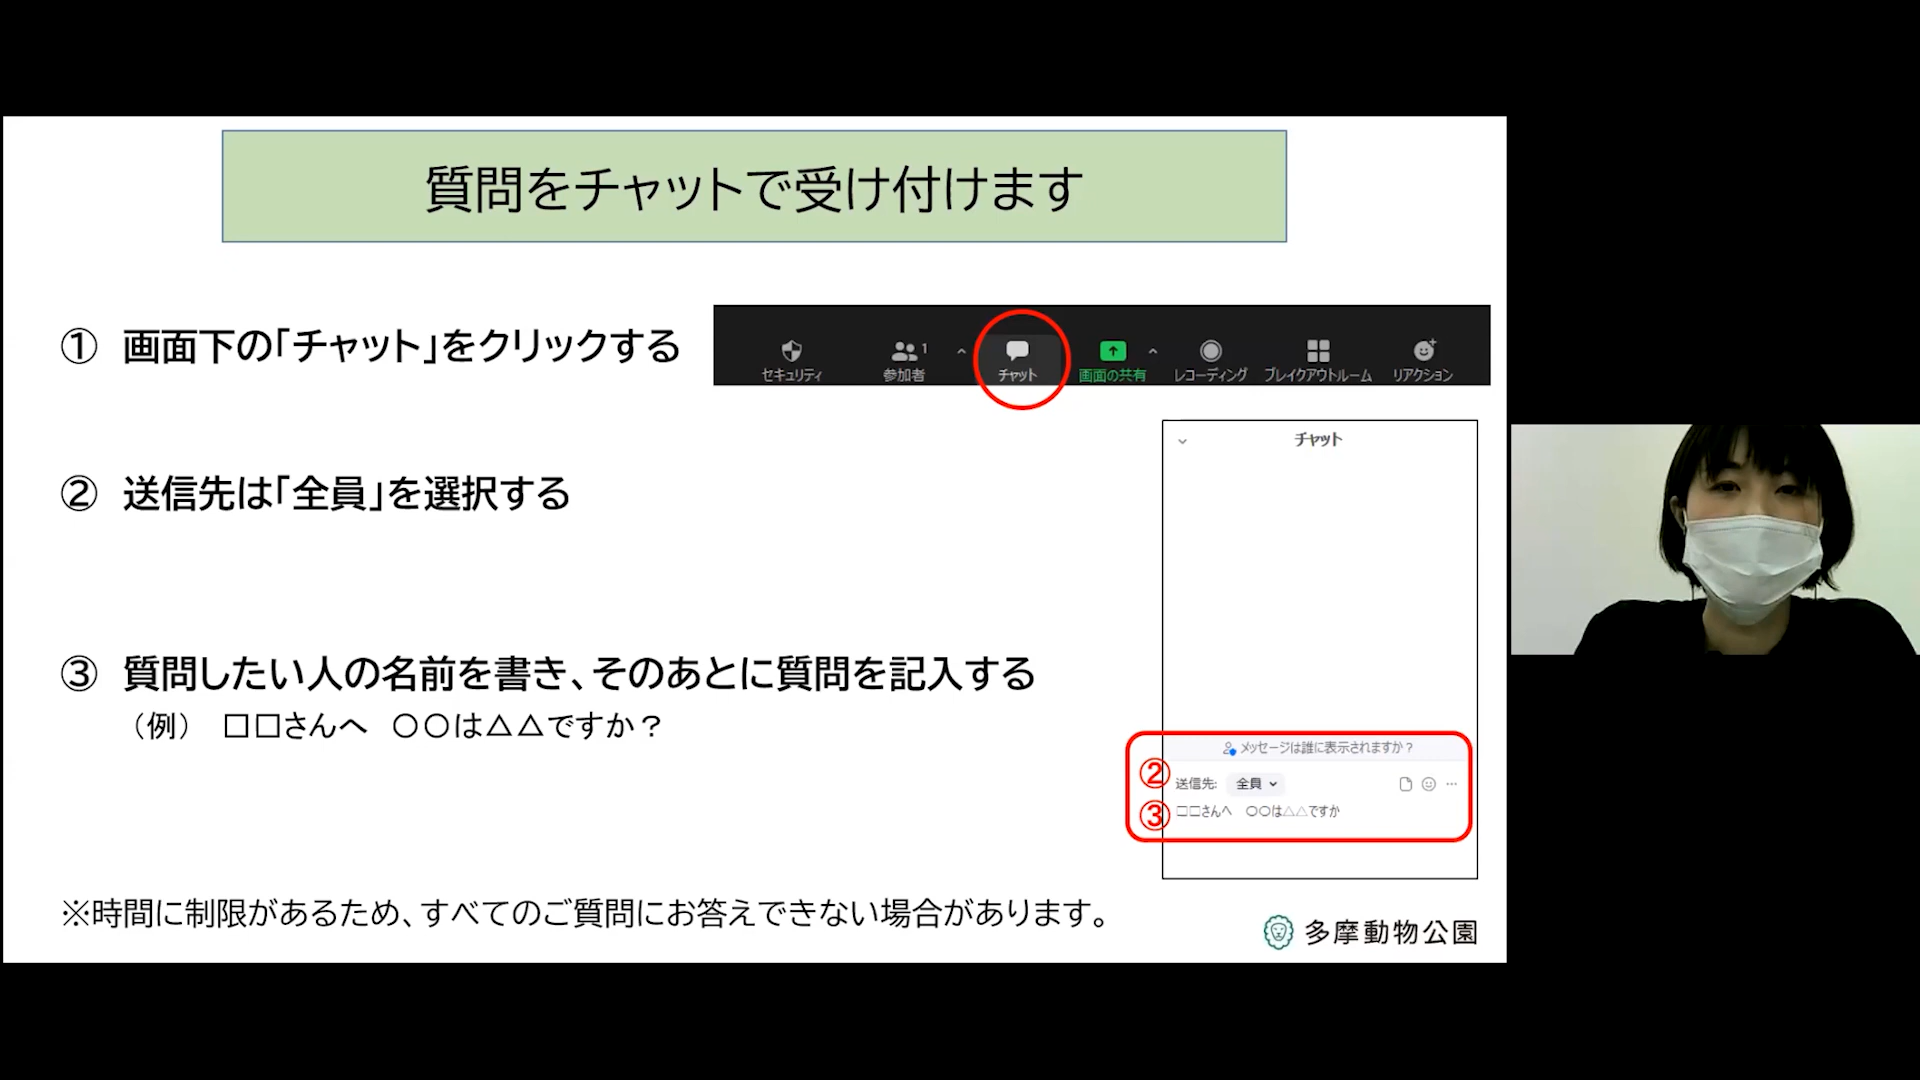 質問をチャットで受け付けます
① 画面下の「チャット」をクリックする
セキュリティ 参加者 1 チャット 画面の共有 レコーディング ブレイクアウトルーム リアクション
② 送信先は「全員」を選択する
③ 質問したい人の名前を書き、そのあとに質問を記入する
（例） □□さんへ 〇〇は△△ですか？
チャット
メッセージは誰に表示されますか？
② 送信先: 全員
③ □□さんへ 〇〇は△△ですか
※時間に制限があるため、すべてのご質問にお答えできない場合があります。
多摩動物公園